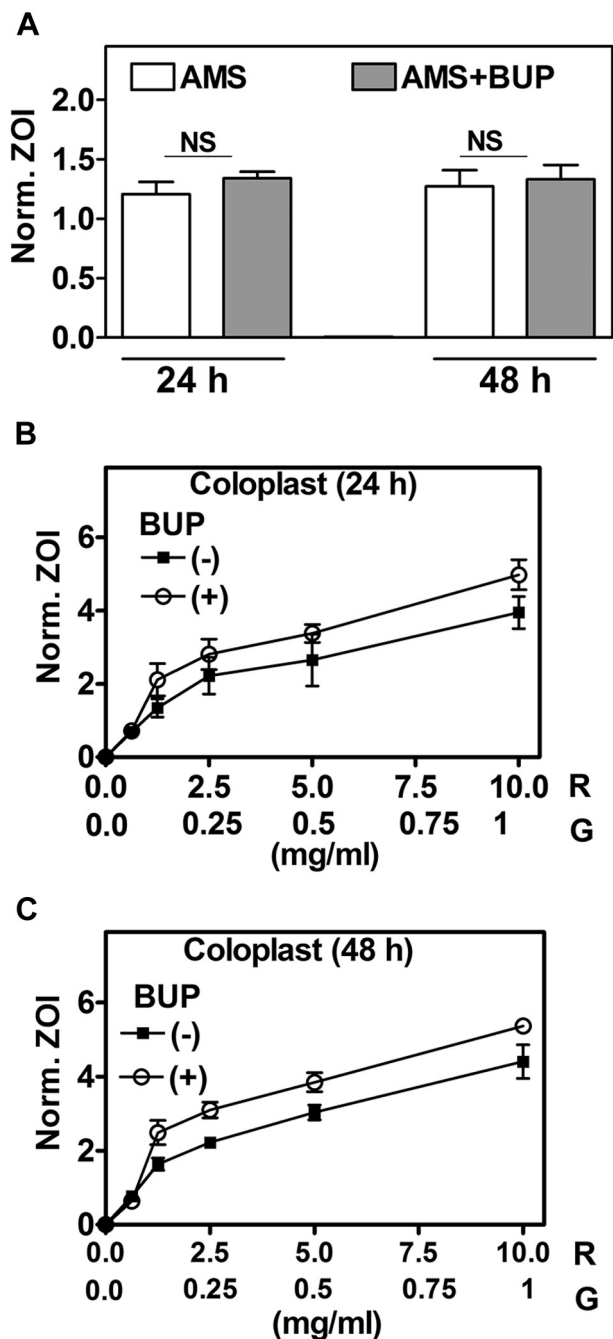 A
AMS AMS+BUP
Norm. ZOI
2.0
1.5
1.0
0.5
0.0
NS NS
24 h 48 h
B
Coloplast (24 h)
BUP
(-)
(+)
Norm. ZOI
6
4
2
0
0.0 2.5 5.0 7.5 10.0 R
0.0 0.25 0.5 0.75 1 G
(mg/ml)
C
Coloplast (48 h)
BUP
(-)
(+)
Norm. ZOI
6
4
2
0
0.0 2.5 5.0 7.5 10.0 R
0.0 0.25 0.5 0.75 1 G
(mg/ml)